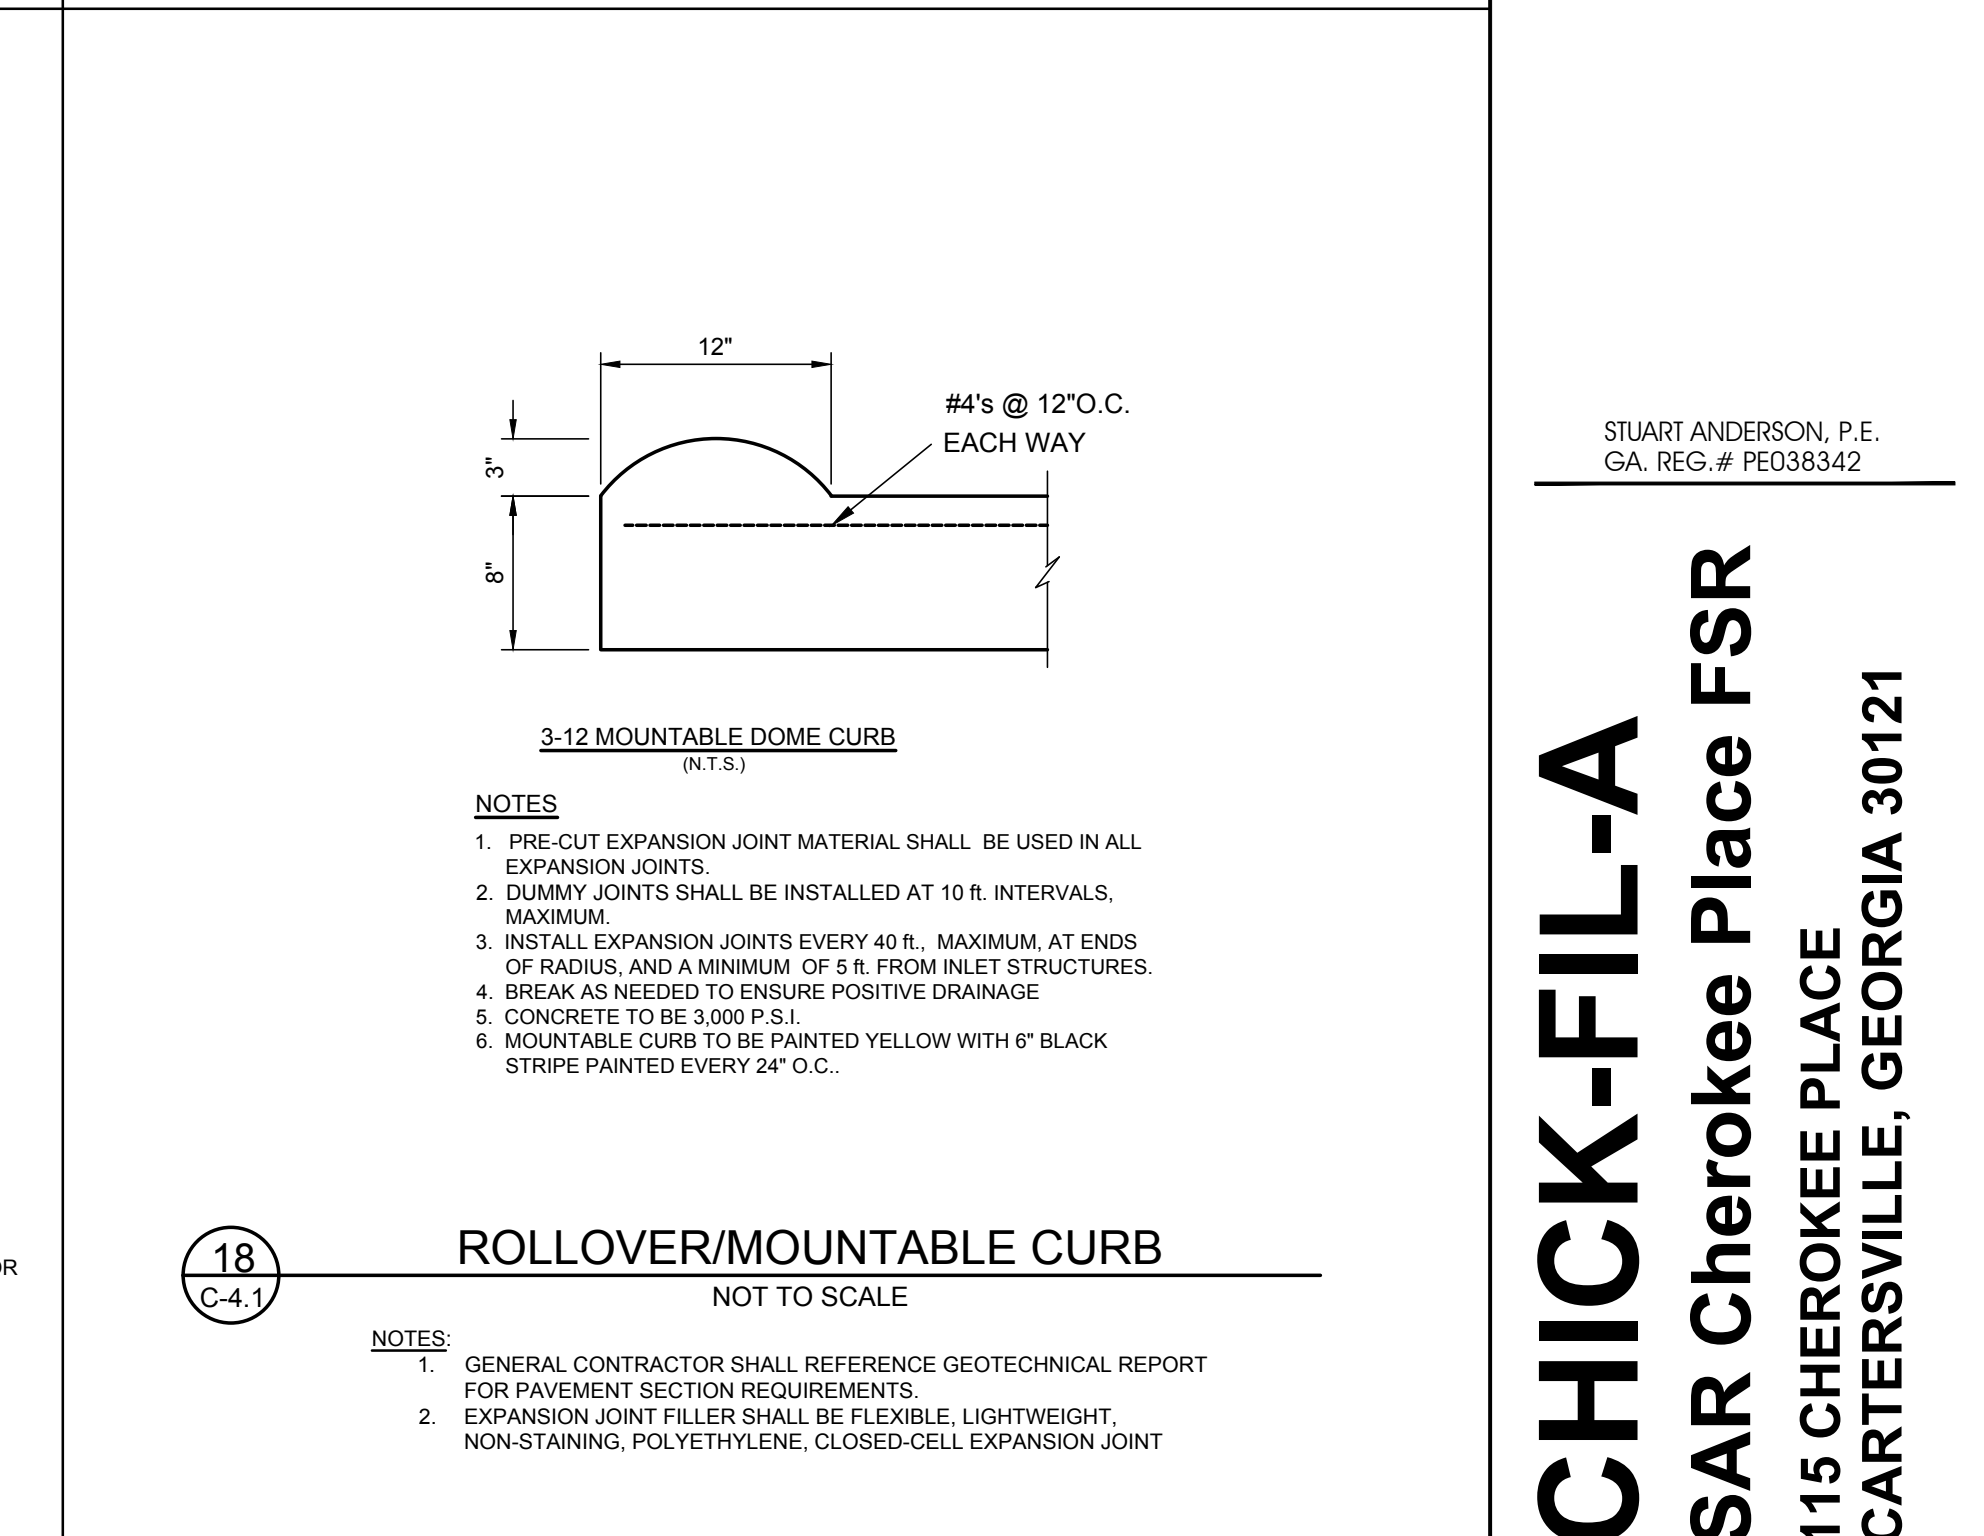 12"
#4's @ 12"O.C.
EACH WAY
3"
8"
3-12 MOUNTABLE DOME CURB
(N.T.S.)
NOTES
1. PRE-CUT EXPANSION JOINT MATERIAL SHALL BE USED IN ALL
EXPANSION JOINTS.
2. DUMMY JOINTS SHALL BE INSTALLED AT 10 ft. INTERVALS,
MAXIMUM.
3. INSTALL EXPANSION JOINTS EVERY 40 ft., MAXIMUM, AT ENDS
OF RADIUS, AND A MINIMUM OF 5 ft. FROM INLET STRUCTURES.
4. BREAK AS NEEDED TO ENSURE POSITIVE DRAINAGE
5. CONCRETE TO BE 3,000 P.S.I.
6. MOUNTABLE CURB TO BE PAINTED YELLOW WITH 6" BLACK
STRIPE PAINTED EVERY 24" O.C..
18
C-4.1
ROLLOVER/MOUNTABLE CURB
NOT TO SCALE
NOTES:
1. GENERAL CONTRACTOR SHALL REFERENCE GEOTECHNICAL REPORT
FOR PAVEMENT SECTION REQUIREMENTS.
2. EXPANSION JOINT FILLER SHALL BE FLEXIBLE, LIGHTWEIGHT,
NON-STAINING, POLYETHYLENE, CLOSED-CELL EXPANSION JOINT
STUART ANDERSON, P.E.
GA. REG.# PE038342
CHICK-FIL-A
SAR Cherokee Place FSR
115 CHEROKEE PLACE
CARTERSVILLE, GEORGIA 30121